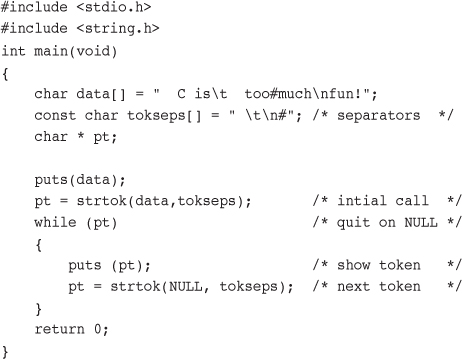 #include <stdio.h>
#include <string.h>
int main(void)
{
    char data[] = "  C is\t  too#much\nfun!";
    const char tokseps[] = " \t\n#"; /* separators  */
    char * pt;

    puts(data);
    pt = strtok(data,tokseps);       /* intial call  */
    while (pt)                       /* quit on NULL */
    {
        puts (pt);                   /* show token   */
        pt = strtok(NULL, tokseps);  /* next token   */
    }
    return 0;
}